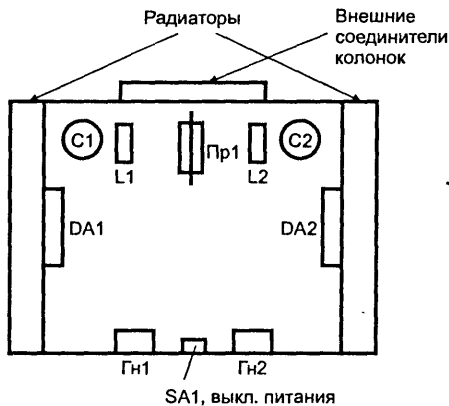 Радиаторы
Внешние
соединители
колонок
C1
L1
Пр1
L2
C2
DA1
DA2
Гн1
Гн2
SA1, выкл. питания